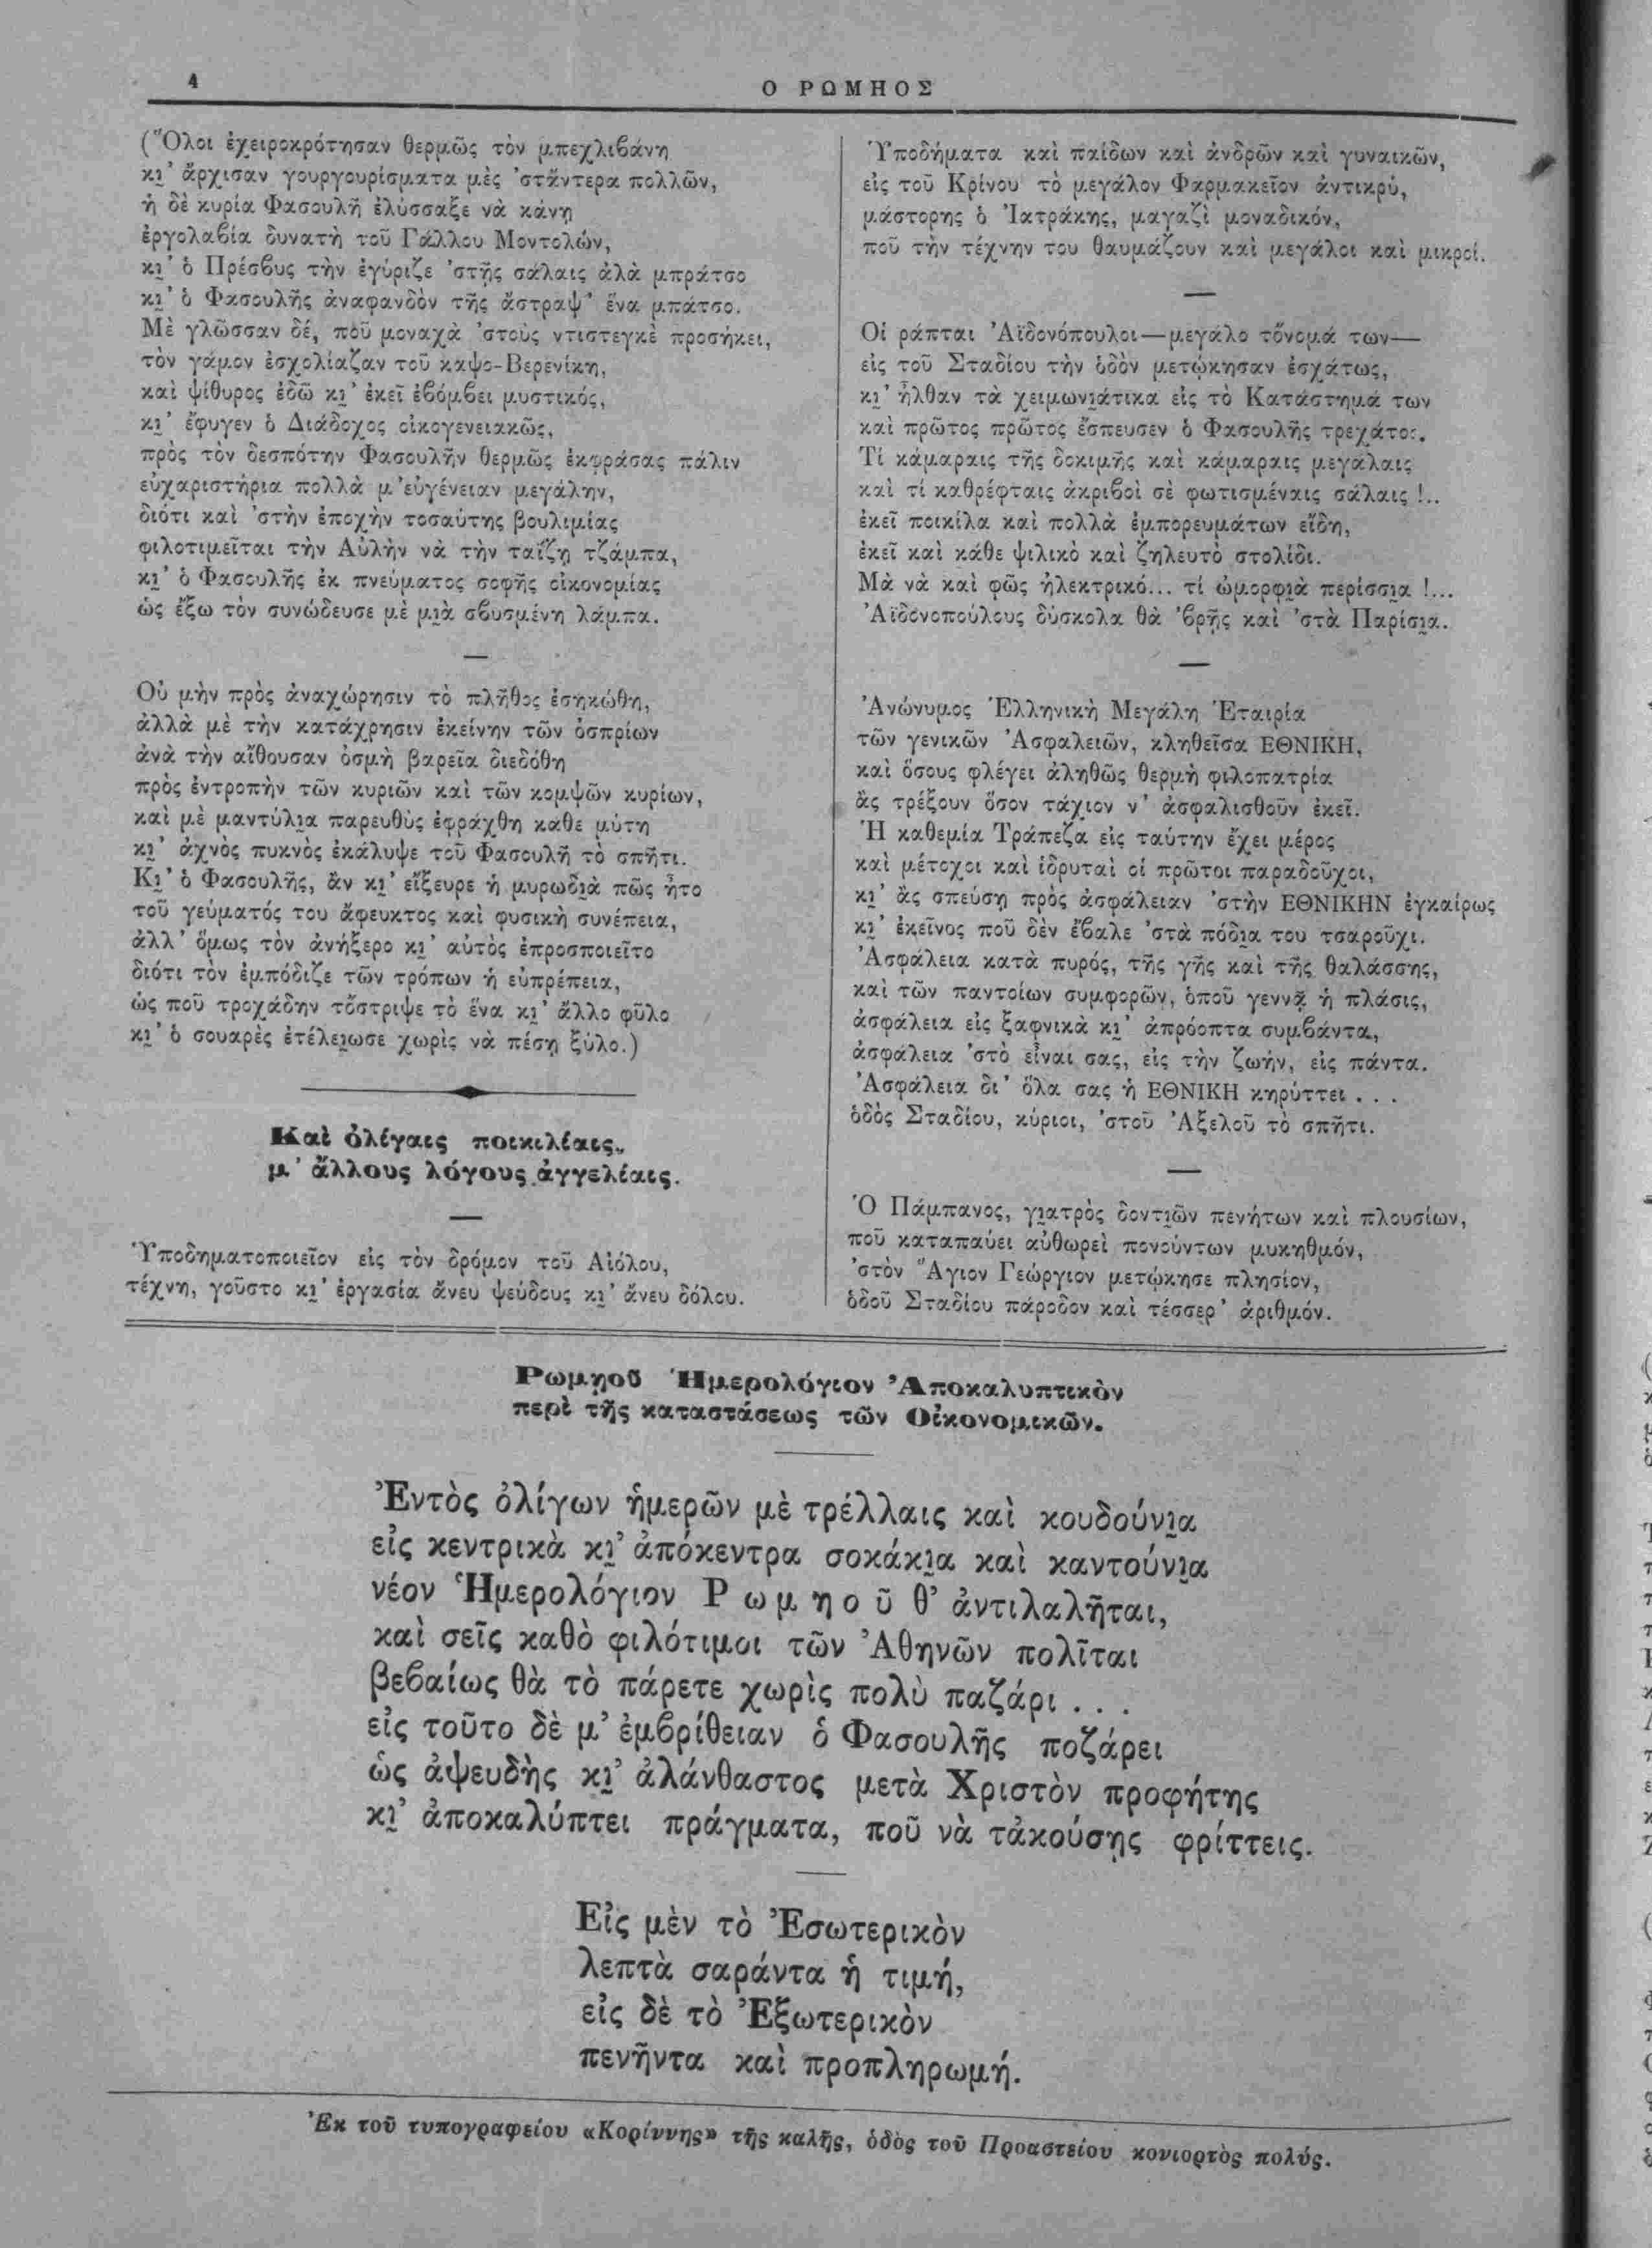 4
Ο ΡΩΜΗΟΣ
(Ὅλοι ἐχειροκρότησαν θερμῶς τὸν μπεχλιβάνη
κι̯' ἄρχισαν γουργουρίσματα μὲς 'στἄντερα πολλῶν,
ἡ δὲ κυρία Φασουλῆ ἐλύσσαξε νὰ κάνῃ
ἐργολαβία δυνατὴ τοῦ Γάλλου Μοντολών,
κι̯' ὁ Πρέσβυς τὴν ἐγύριζε 'στῇς σάλαις ἀλὰ μπράτσο
κι̯' ὁ Φασουλῆς ἀναφανδὸν τῆς ἄστραψ' ἕνα μπάτσο.
Μὲ γλῶσσαν δέ, ποῦ μοναχὰ 'στοὺς ντιστεγκὲ προσήκει,
τὸν γάμον ἐσχολίαζαν τοῦ καψο-Βερενίκη,
καὶ ψίθυρος ἐδῶ κι̯' ἐκεῖ ἐβόμβει μυστικός,
κι̯' ἔφυγεν ὁ Διάδοχος οἰκογενειακῶς,
πρὸς τὸν δεσπότην Φασουλῆν θερμῶς ἐκφράσας πάλιν
εὐχαριστήρια πολλὰ μ' εὐγένειαν μεγάλην,
διότι καὶ 'στὴν ἐποχὴν τοσαύτης βουλιμίας
φιλοτιμεῖται τὴν Αὐλὴν νὰ τὴν ταΐζῃ τζάμπα,
κι̯' ὁ Φασουλῆς ἐκ πνεύματος σοφῆς οἰκονομίας
ὡς ἔξω τὸν συνώδευσε μὲ μι̯ὰ σβυσμένη λάμπα.
Οὐ μὴν πρὸς ἀναχώρησιν τὸ πλῆθος ἐσηκώθη,
ἀλλὰ μὲ τὴν κατάχρησιν ἐκείνην τῶν ὀσπρίων
ἀνὰ τὴν αἴθουσαν ὀσμὴ βαρεῖα διεδόθη
πρὸς ἐντροπὴν τῶν κυριῶν καὶ τῶν κομψῶν κυρίων,
καὶ μὲ μαντύλι̯α παρευθὺς ἐφράχθη κάθε μύτη
κι̯' ἀχνὸς πυκνὸς ἐκάλυψε τοῦ Φασουλῆ τὸ σπῆτι.
Κι̯' ὁ Φασουλῆς, ἂν κι̯' εἴξευρε ἡ μυρωδι̯ὰ πῶς ἦτο
τοῦ γεύματός του ἄφευκτος καὶ φυσικὴ συνέπεια,
ἀλλ' ὅμως τὸν ἀνήξερο κι̯' αὐτὸς ἐπροσποιεῖτο
διότι τὸν ἐμπόδιζε τῶν τρόπων ἡ εὐπρέπεια,
ὡς ποῦ τροχάδην τὄστριψε τὸ ἕνα κι̯' ἄλλο φῦλο
κι̯' ὁ σουαρὲς ἐτέλει̯ωσε χωρὶς νὰ πέσῃ ξύλο.)
Καὶ ὀλίγαις ποικιλίαις,
μ' ἄλλους λόγους ἀγγελίαις.
Ὑποδηματοποιεῖον εἰς τὸν δρόμον τοῦ Αἰόλου,
τέχνη, γοῦστο κι̯' ἐργασία ἄνευ ψεύδους κι̯' ἄνευ δόλου.
Ὑποδήματα καὶ παίδων καὶ ἀνδρῶν καὶ γυναικῶν,
εἰς τοῦ Κρίνου τὸ μεγάλον Φαρμακεῖον ἀντικρύ,
μάστορης ὁ Ἰατράκης, μαγαζὶ μοναδικόν,
ποῦ τὴν τέχνην του θαυμάζουν καὶ μεγάλοι καὶ μικροί.
Οἱ ράπται Ἀϊδονόπουλοι—μεγάλο τὄνομά των—
εἰς τοῦ Σταδίου τὴν ὁδὸν μετῴκησαν ἐσχάτως,
κι̯' ἦλθαν τὰ χειμωνι̯άτικα εἰς τὸ Κατάστημά των
καὶ πρῶτος πρῶτος ἔσπευσεν ὁ Φασουλῆς τρεχάτος.
Τί κάμαραις τῆς δοκιμῆς καὶ κάμαραις μεγάλαις
καὶ τί καθρέφταις ἀκριβοὶ σὲ φωτισμέναις σάλαις!..
ἐκεῖ ποικίλα καὶ πολλὰ ἐμπορευμάτων εἴδη,
ἐκεῖ καὶ κάθε ψιλικὸ καὶ ζηλευτὸ στολίδι.
Μὰ νὰ καὶ φῶς ἠλεκτρικό... τί ὠμορφι̯ὰ περίσσι̯α!...
Ἀϊδονοπούλους δύσκολα θὰ 'βρῇς καὶ 'στὰ Παρίσι̯α.
Ἀνώνυμος Ἑλληνικὴ Μεγάλη Ἑταιρία
τῶν γενικῶν Ἀσφαλειῶν, κληθεῖσα ΕΘΝΙΚΗ,
καὶ ὅσους φλέγει ἀληθῶς θερμὴ φιλοπατρία
ἂς τρέξουν ὅσον τάχιον ν' ἀσφαλισθοῦν ἐκεῖ.
Ἡ καθεμία Τράπεζα εἰς ταύτην ἔχει μέρος
καὶ μέτοχοι καὶ ἱδρυταὶ οἱ πρῶτοι παραδοῦχοι,
κι̯' ἂς σπεύσῃ πρὸς ἀσφάλειαν 'στὴν ΕΘΝΙΚΗΝ ἐγκαίρως
κι̯' ἐκεῖνος ποῦ δὲν ἔβαλε 'στὰ πόδι̯α του τσαροῦχι.
Ἀσφάλεια κατὰ πυρός, τῆς γῆς καὶ τῆς θαλάσσης,
καὶ τῶν παντοίων συμφορῶν, ὁποῦ γεννᾷ ἡ πλάσις,
ἀσφάλεια εἰς ξαφνικὰ κι̯' ἀπρόοπτα συμβάντα,
ἀσφάλεια 'στὸ εἶναι σας, εἰς τὴν ζωήν, εἰς πάντα.
Ἀσφάλεια δι' ὅλα σας ἡ ΕΘΝΙΚΗ κηρύττει...
ὁδὸς Σταδίου, κύριοι, 'στοῦ Ἀξελοῦ τὸ σπῆτι.
Ὁ Πάμπανος, γι̯ατρὸς δοντι̯ῶν πενήτων καὶ πλουσίων,
ποῦ καταπαύει αὐθωρεὶ πονούντων μυκηθμόν,
'στὸν Ἅγιον Γεώργιον μετῴκησε πλησίον,
ὁδοῦ Σταδίου πάροδον καὶ τέσσερ' ἀριθμόν.
Ρωμῃοῦ Ἡμερολόγιον Ἀποκαλυπτικὸν
περὶ τῆς καταστάσεως τῶν Οἰκονομικῶν.
Ἐντὸς ὀλίγων ἡμερῶν μὲ τρέλλαις καὶ κουδούνι̯α
εἰς κεντρικὰ κι̯' ἀπόκεντρα σοκάκι̯α καὶ καντούνι̯α
νέον Ἡμερολόγιον Ρωμηοῦ θ' ἀντιλαλῆται,
καὶ σεῖς καθὸ φιλότιμοι τῶν Ἀθηνῶν πολῖται
βεβαίως θὰ τὸ πάρετε χωρὶς πολὺ παζάρι...
εἰς τοῦτο δὲ μ' ἐμβρίθειαν ὁ Φασουλῆς ποζάρει
ὡς ἀψευδὴς κι̯' ἀλάνθαστος μετὰ Χριστὸν προφήτης
κι̯' ἀποκαλύπτει πράγματα, ποῦ νὰ τἀκούσῃς φρίττεις.
Εἰς μὲν τὸ Ἐσωτερικὸν
λεπτὰ σαράντα ἡ τιμή,
εἰς δὲ τὸ Ἐξωτερικὸν
πενῆντα καὶ προπληρωμή.
Ἐκ τοῦ τυπογραφείου «Κορίννης» τῆς καλῆς, ὁδὸς τοῦ Προαστείου κονιορτὸς πολύς.